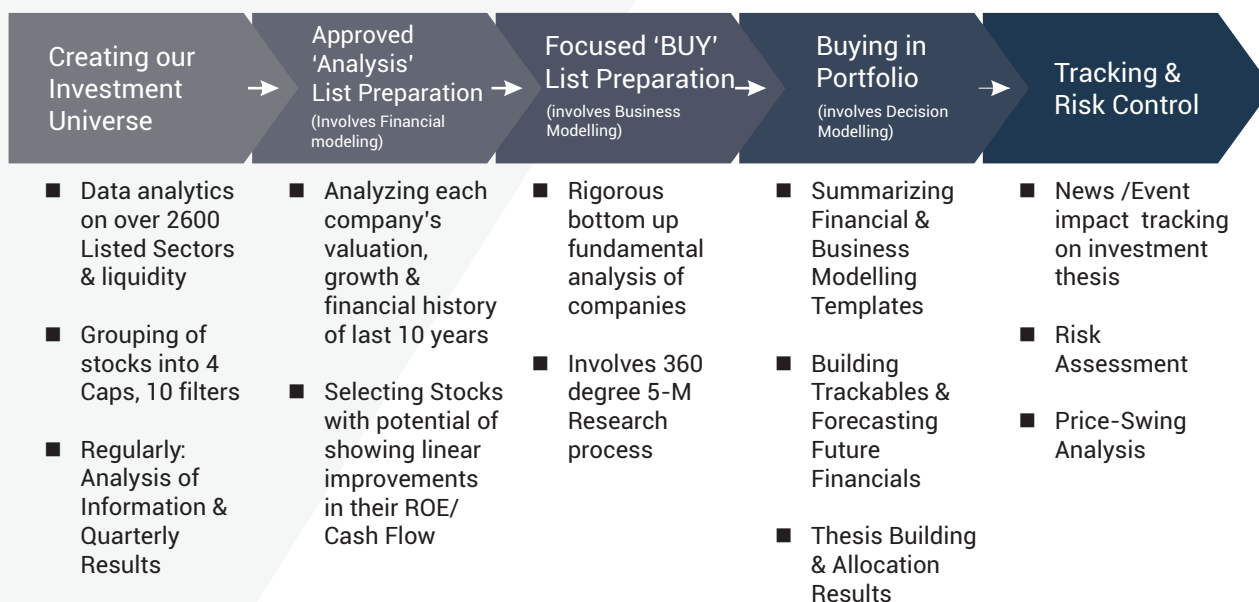 Creating our
Investment
Universe
Approved
‘Analysis’
List Preparation
(Involves Financial
modeling)
Focused ‘BUY’
List Preparation
(involves Business
Modelling)
Buying in
Portfolio
(involves Decision
Modelling)
Tracking &
Risk Control
Data analytics
on over 2600
Listed Sectors
& liquidity
Grouping of
stocks into 4
Caps, 10 filters
Regularly:
Analysis of
Information &
Quarterly
Results
Analyzing each
company's
valuation,
growth &
financial history
of last 10 years
Selecting Stocks
with potential of
showing linear
improvements
in their ROE/
Cash Flow
Rigorous
bottom up
fundamental
analysis of
companies
Involves 360
degree 5-M
Research
process
Summarizing
Financial &
Business
Modelling
Templates
Building
Trackables &
Forecasting
Future
Financials
Thesis Building
& Allocation
Results
News /Event
impact tracking
on investment
thesis
Risk
Assessment
Price-Swing
Analysis